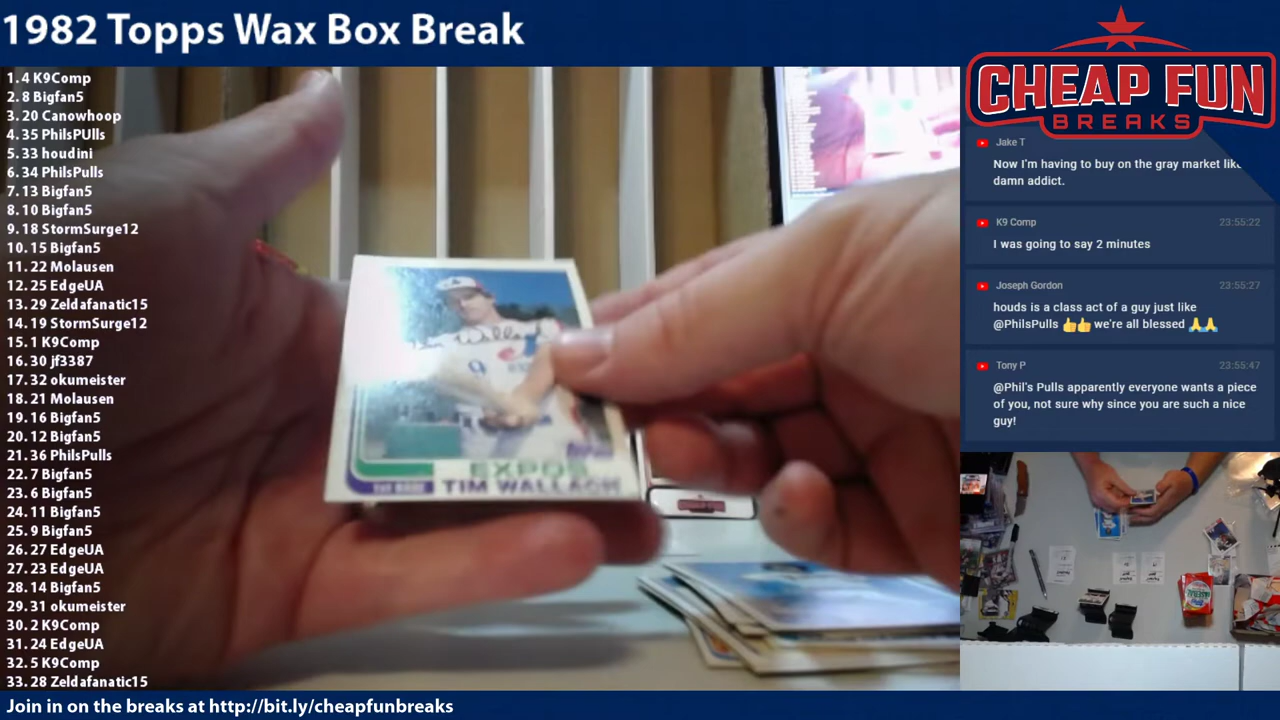 1982 Topps Wax Box Break
1. 4 K9Comp
2. 8 Bigfan5
3. 20 Canowhoop
4. 35 PhilsPUlls
5. 33 houdini
6. 34 PhilsPulls
7. 13 Bigfan5
8. 10 Bigfan5
9. 18 StormSurge12
10. 15 Bigfan5
11. 22 Molausen
12. 25 EdgeUA
13. 29 Zeldafanatic15
14. 19 StormSurge12
15. 1 K9Comp
16. 30 jf3387
17. 32 okumeister
18. 21 Molausen
19. 16 Bigfan5
20. 12 Bigfan5
21. 36 PhilsPulls
22. 7 Bigfan5
23. 6 Bigfan5
24. 11 Bigfan5
25. 9 Bigfan5
26. 27 EdgeUA
27. 23 EdgeUA
28. 14 Bigfan5
29. 31 okumeister
30. 2 K9Comp
31. 24 EdgeUA
32. 5 K9Comp
33. 28 Zeldafanatic15
EXPOS
TIM WALLACH
CHEAP FUN
BREAKS
Jake T
Now I'm having to buy on the gray market like
damn addict.
K9 Comp 23:55:22
I was going to say 2 minutes
Joseph Gordon 23:55:27
houds is a class act of a guy just like
@PhilsPulls 👍👍 we're all blessed 🙏🙏
Tony P 23:55:47
@Phil's Pulls apparently everyone wants a piece
of you, not sure why since you are such a nice
guy!
Join in on the breaks at http://bit.ly/cheapfunbreaks